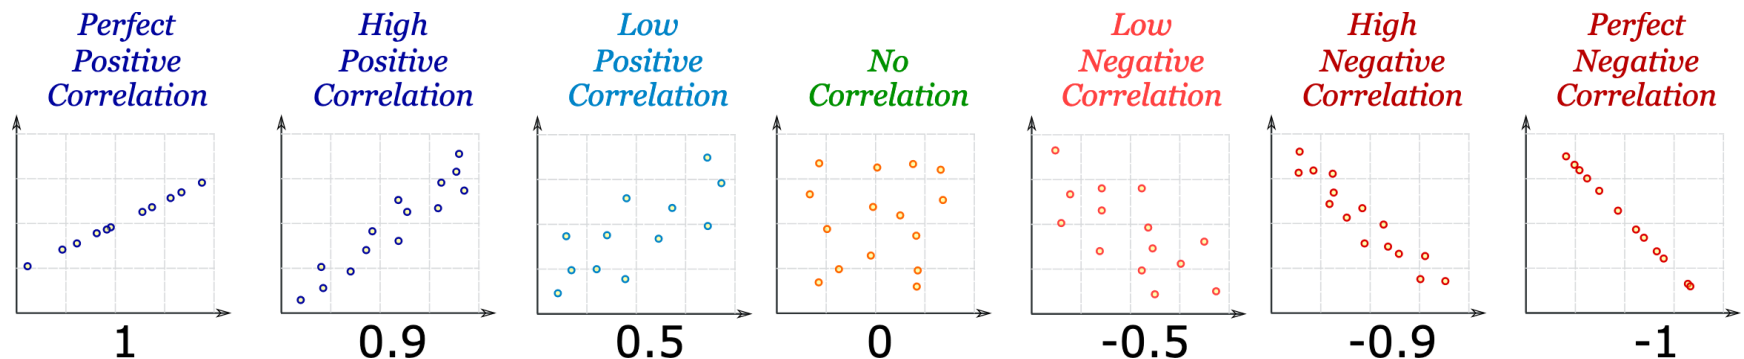 Perfect
Positive
Correlation
High
Positive
Correlation
Low
Positive
Correlation
No
Correlation
Low
Negative
Correlation
High
Negative
Correlation
Perfect
Negative
Correlation
1
0.9
0.5
0
-0.5
-0.9
-1